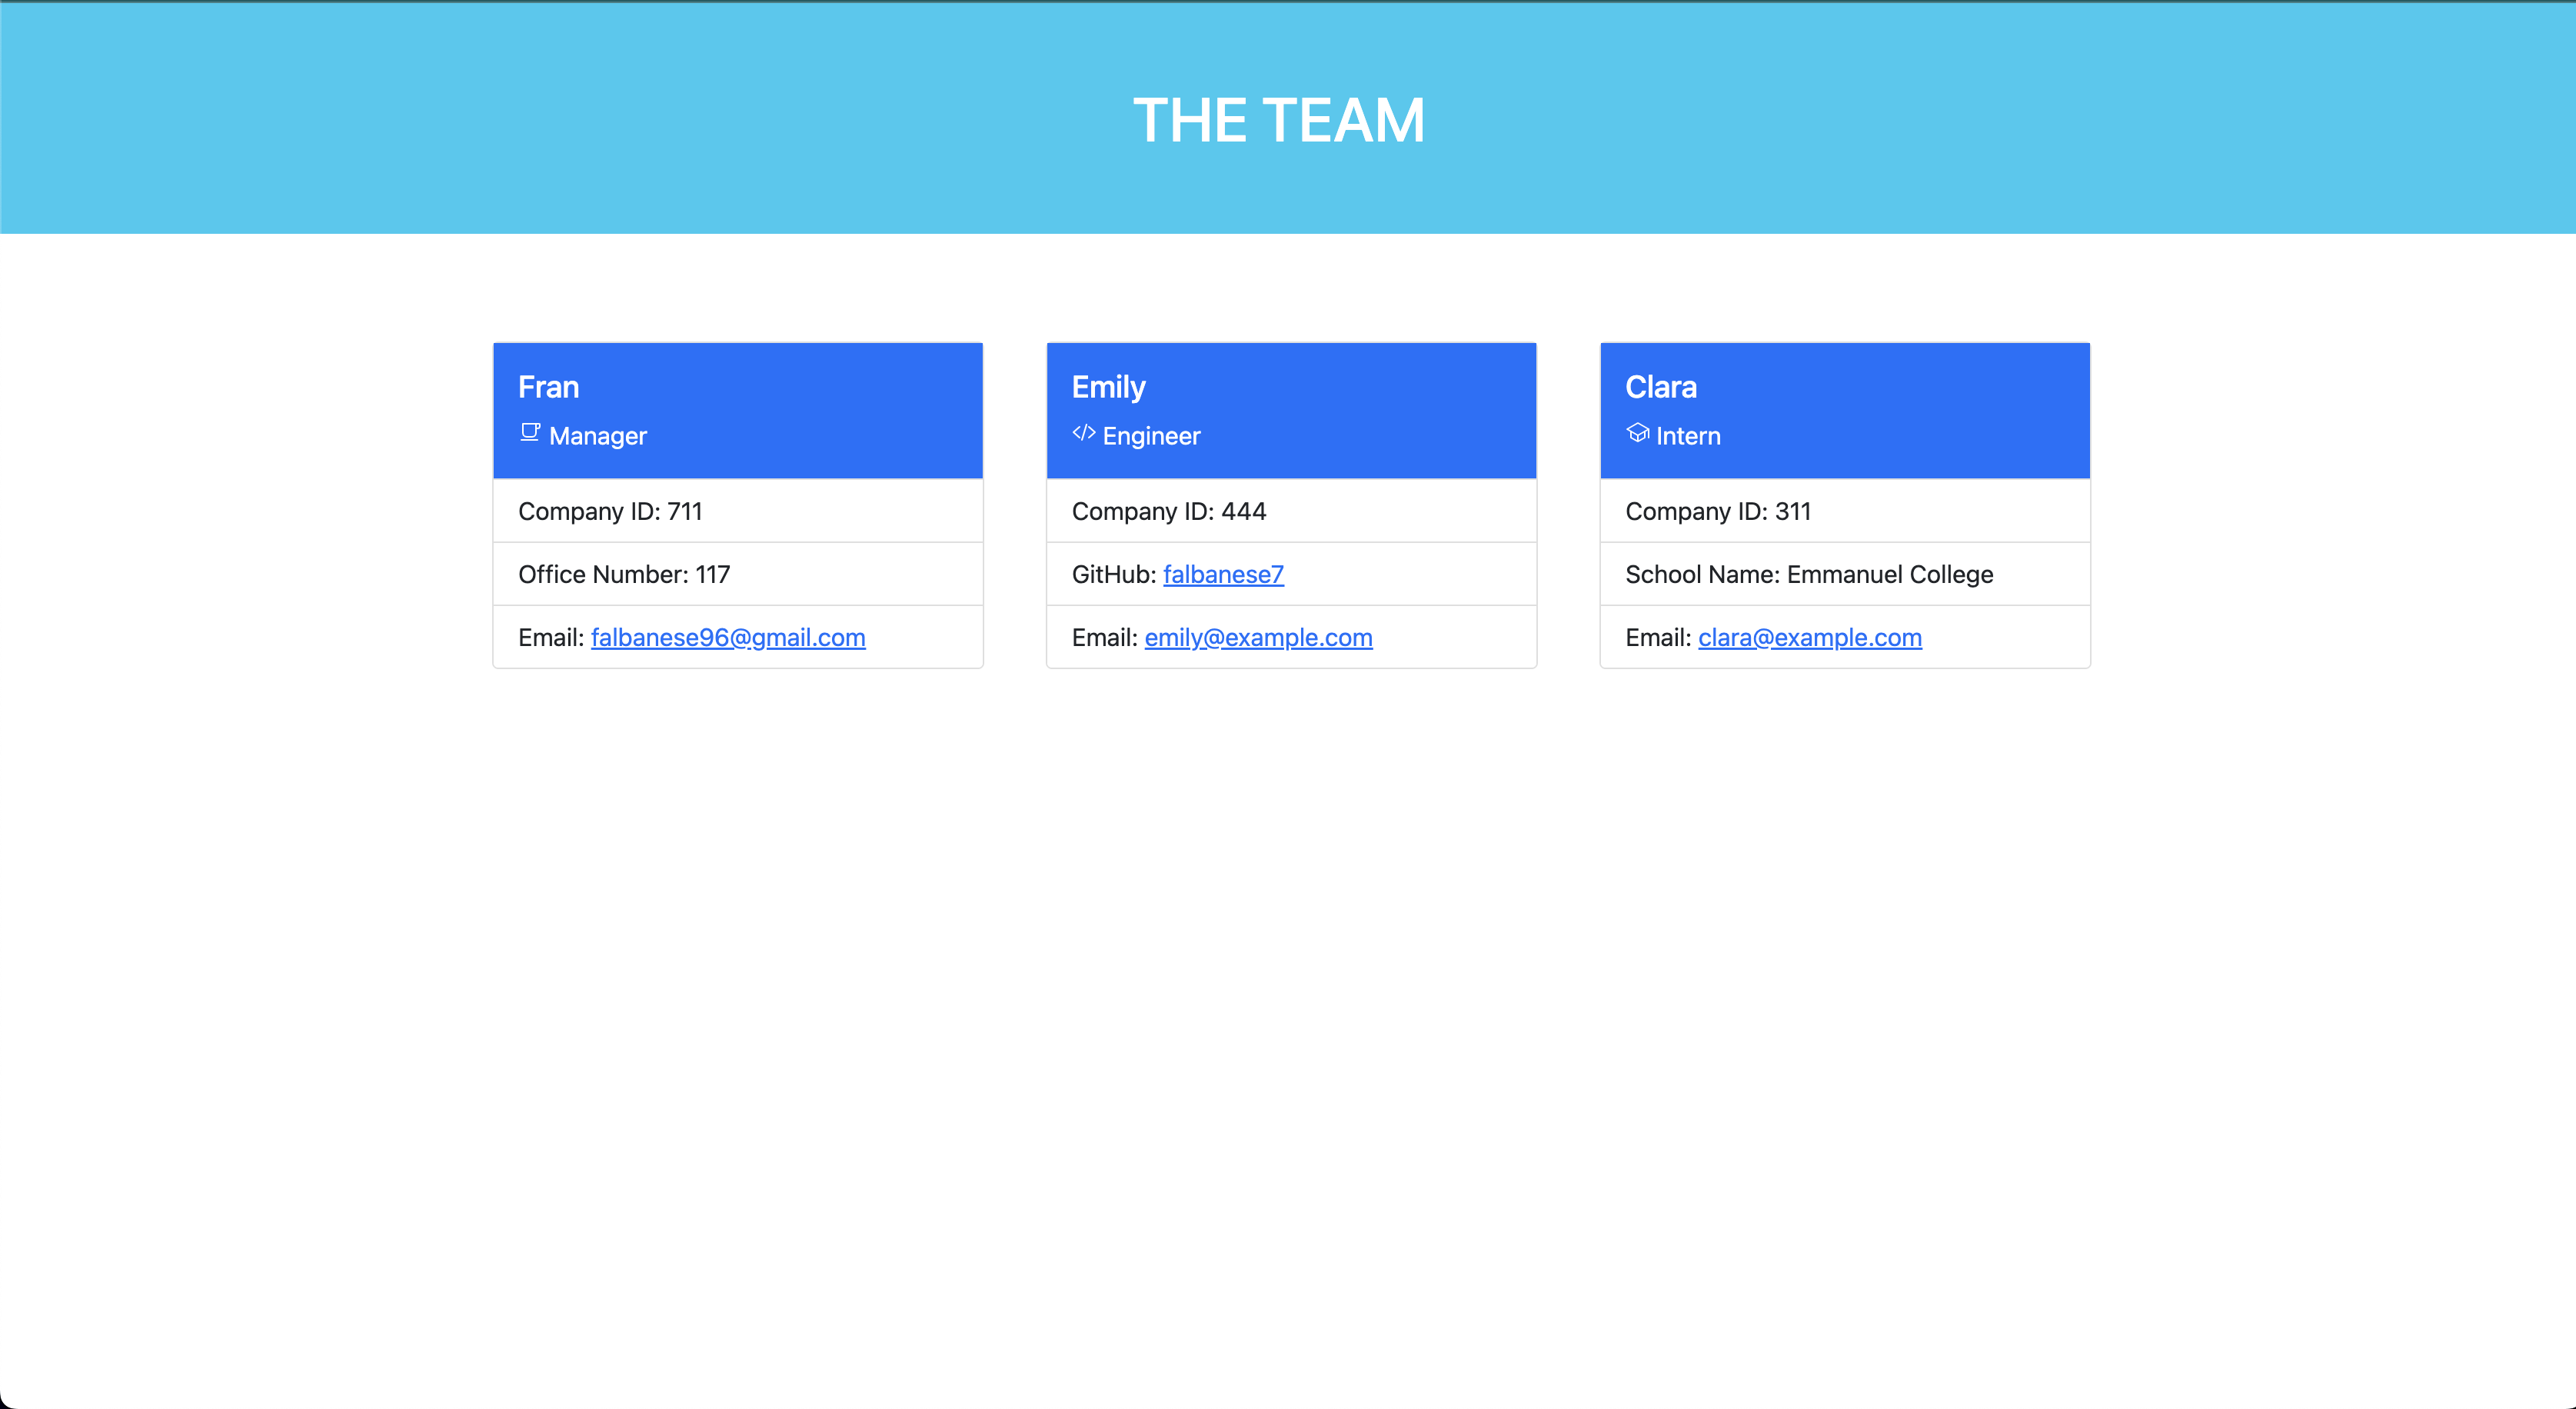 THE TEAM
Fran
Manager
Company ID: 711
Office Number: 117
Email: falbanese96@gmail.com
Emily
</> Engineer
Company ID: 444
GitHub: falbanese7
Email: emily@example.com
Clara
Intern
Company ID: 311
School Name: Emmanuel College
Email: clara@example.com